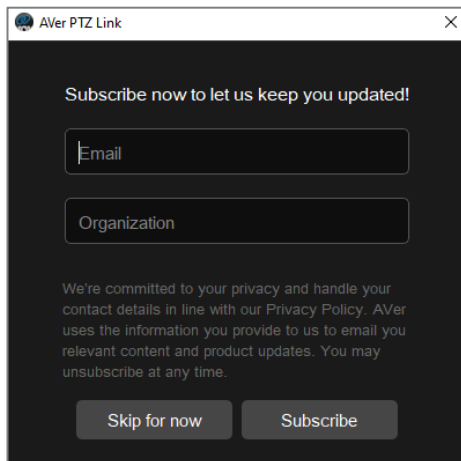 AVer PTZ Link
Subscribe now to let us keep you updated!
Email
Organization
We're committed to your privacy and handle your
contact details in line with our Privacy Policy. AVer
uses the information you provide to us to email you
relevant content and product updates. You may
unsubscribe at any time.
Skip for now
Subscribe